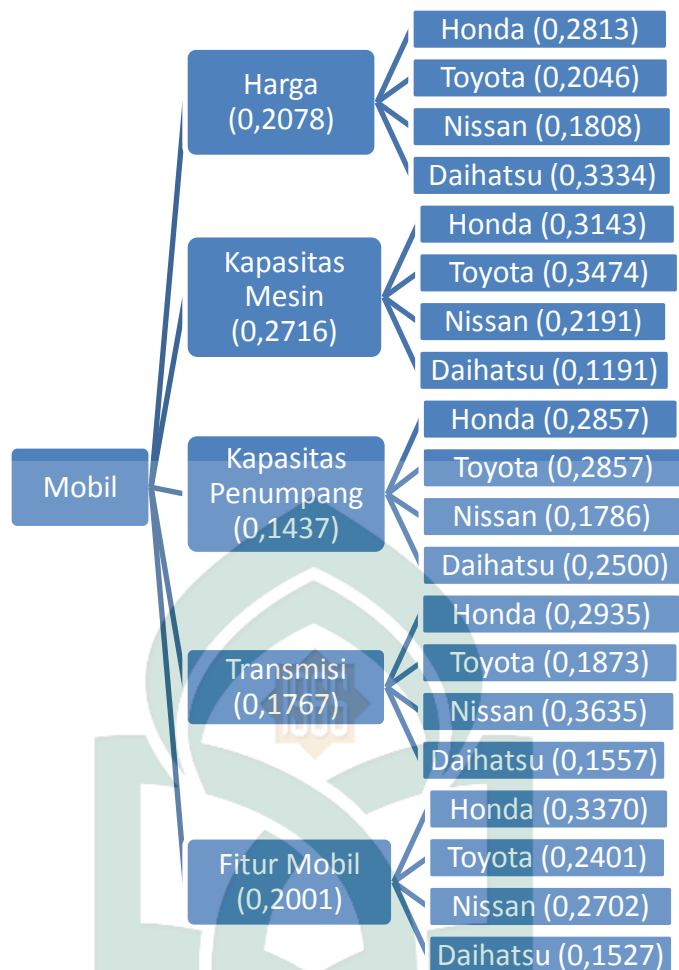 Mobil
Harga
(0,2078)
Honda (0,2813)
Toyota (0,2046)
Nissan (0,1808)
Daihatsu (0,3334)
Kapasitas
Mesin
(0,2716)
Honda (0,3143)
Toyota (0,3474)
Nissan (0,2191)
Daihatsu (0,1191)
Kapasitas
Penumpang
(0,1437)
Honda (0,2857)
Toyota (0,2857)
Nissan (0,1786)
Daihatsu (0,2500)
Transmisi
(0,1767)
Honda (0,2935)
Toyota (0,1873)
Nissan (0,3635)
Daihatsu (0,1557)
Fitur Mobil
(0,2001)
Honda (0,3370)
Toyota (0,2401)
Nissan (0,2702)
Daihatsu (0,1527)